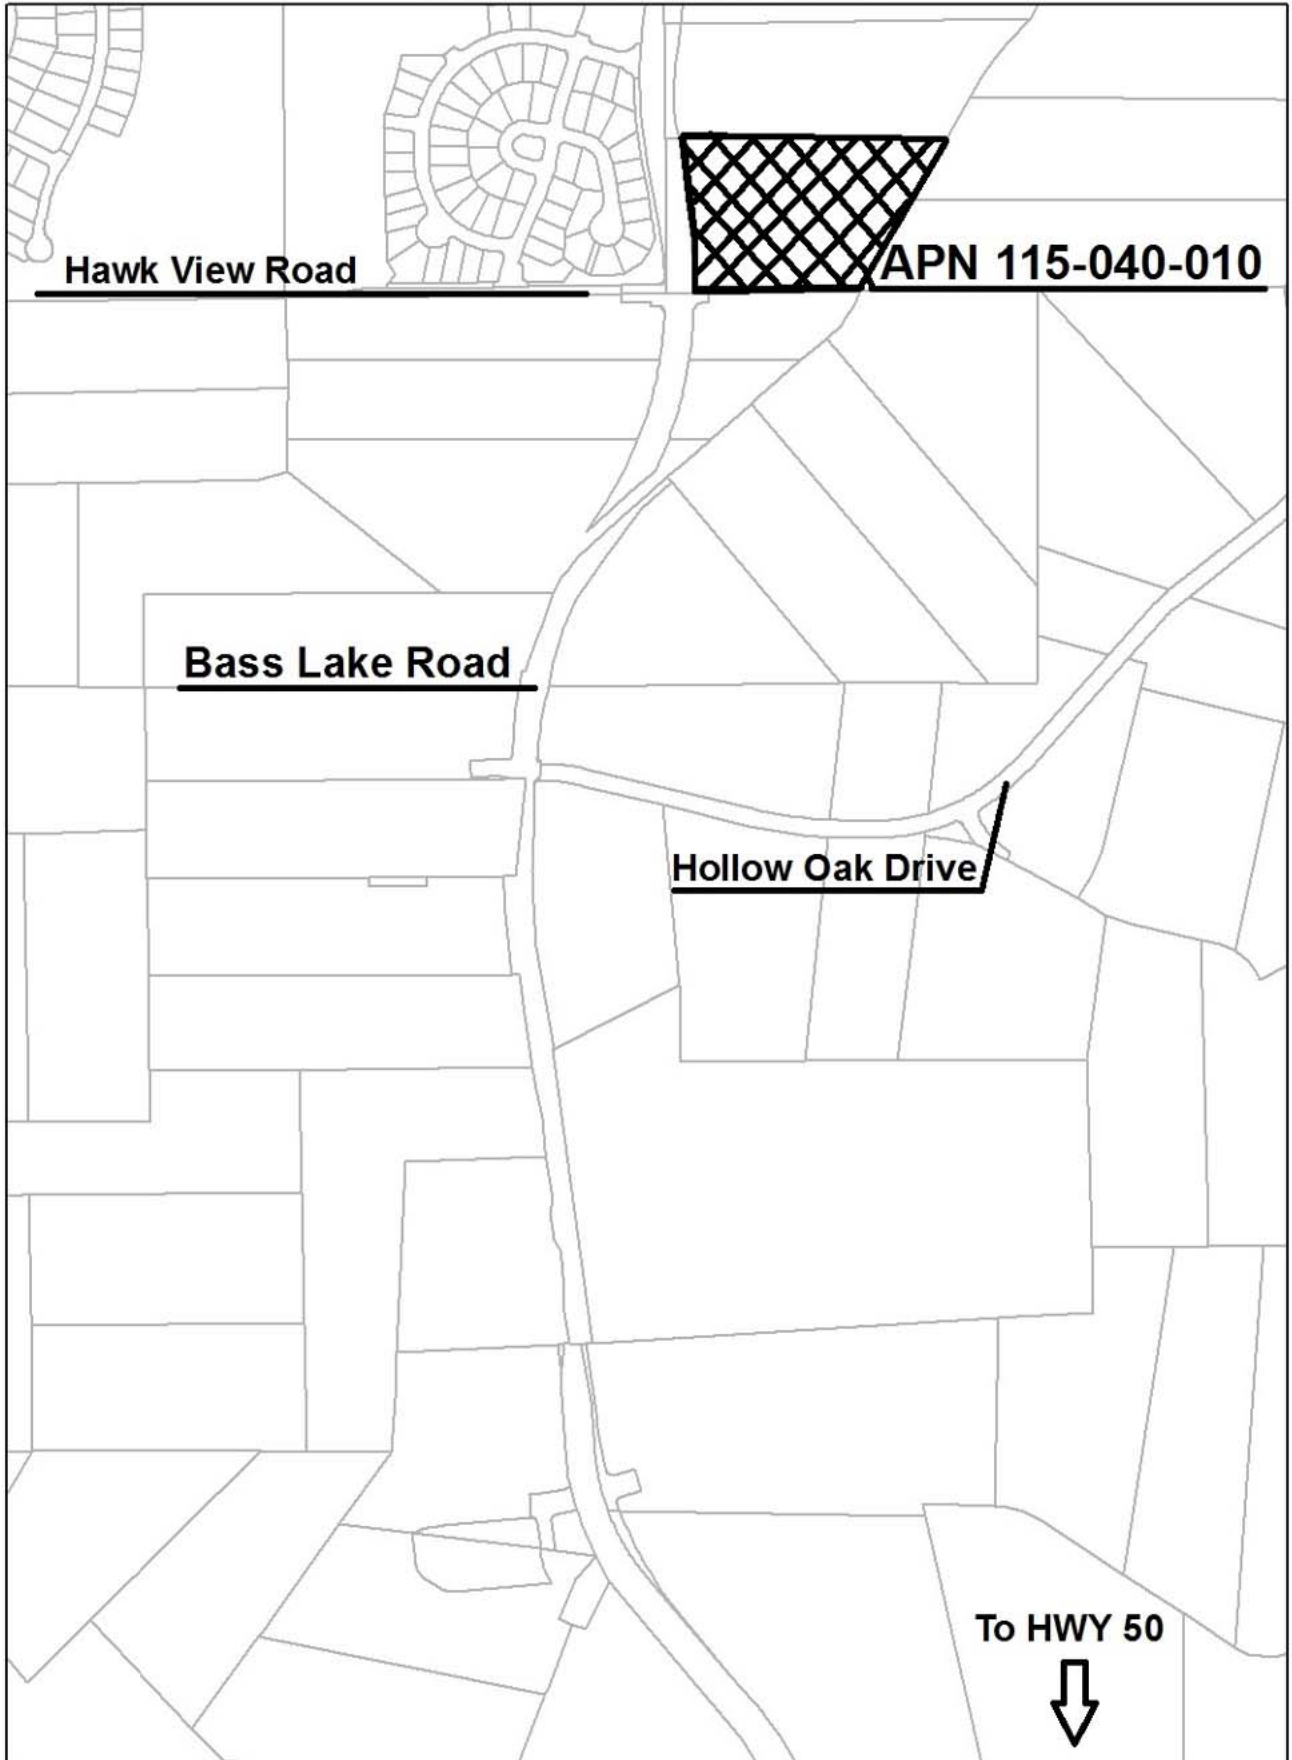 Hawk View Road
APN 115-040-010
Bass Lake Road
Hollow Oak Drive
To HWY 50